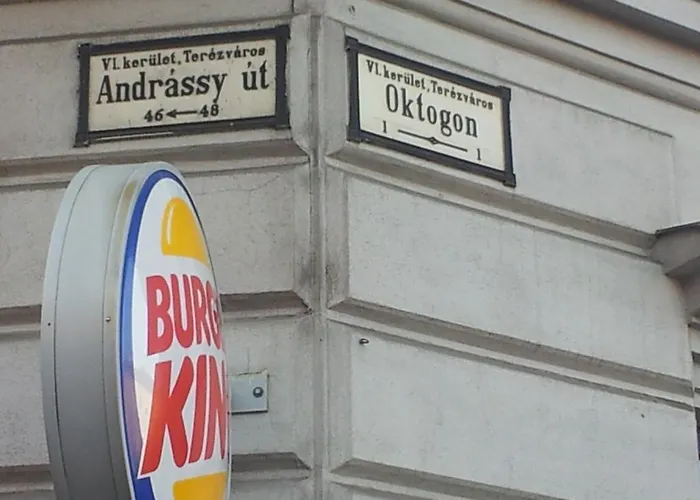 VI. kerület, Terézváros
Andrássy út
46 ← 48
VI. kerület, Terézváros
Oktogon
1 1
BURG
KIN